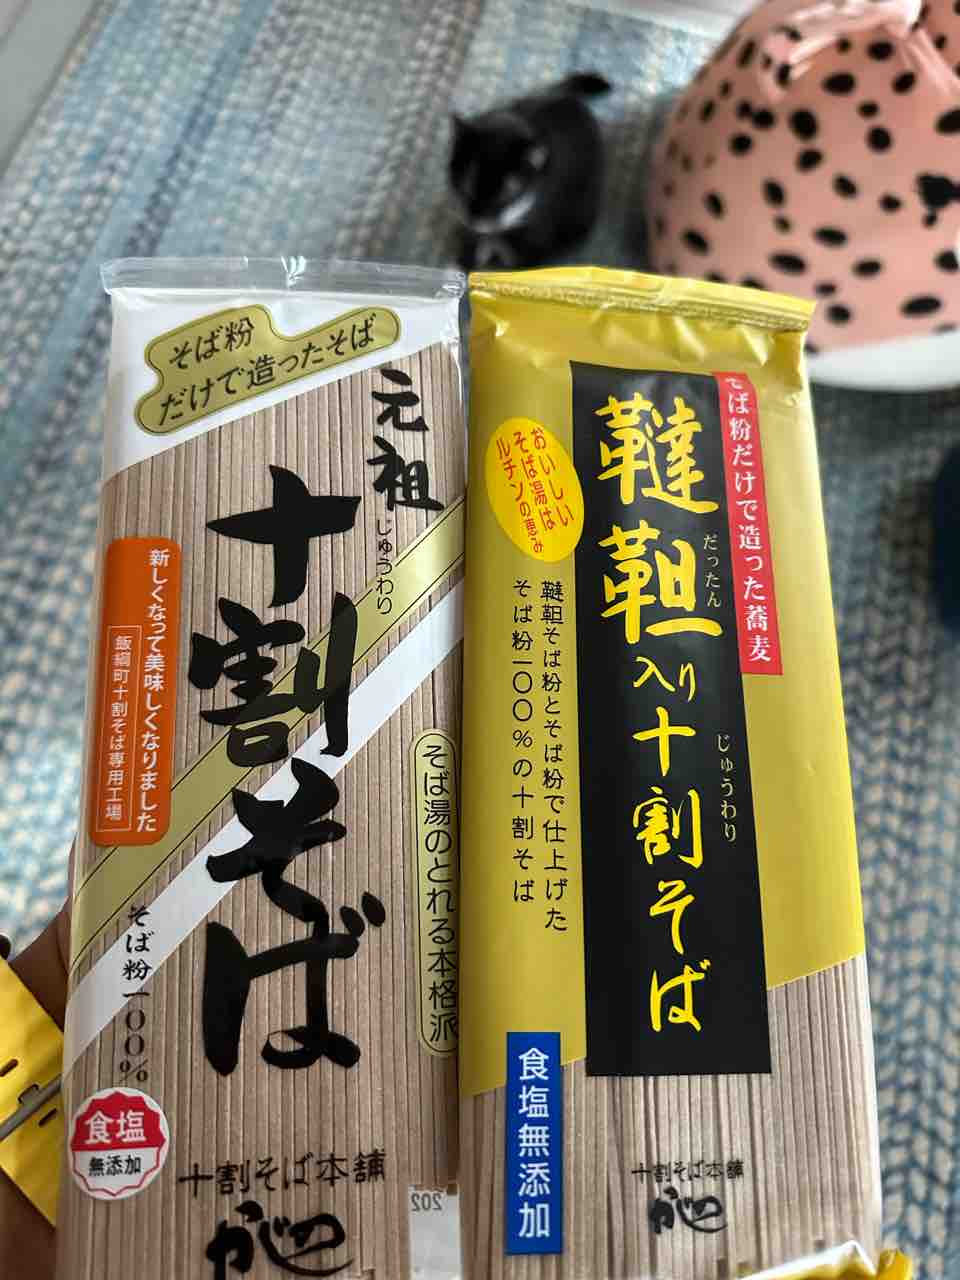 そば粉
だけで造ったそば
元祖
十割そば
じゅうわり
新しくなって美味しくなりました
飯綱町十割そば専用工場
そば湯のとれる本格派
そば粉一〇〇%
食塩
無添加
十割そば本舗
202
そば粉だけで造った蕎麦
韃靼入り十割そば
だったん
じゅうわり
おいしい
そば湯は
ルチンの恵み
韃靼そば粉とそば粉で仕上げた
そば粉一〇〇%の十割そば
食塩無添加
十割そば本舗